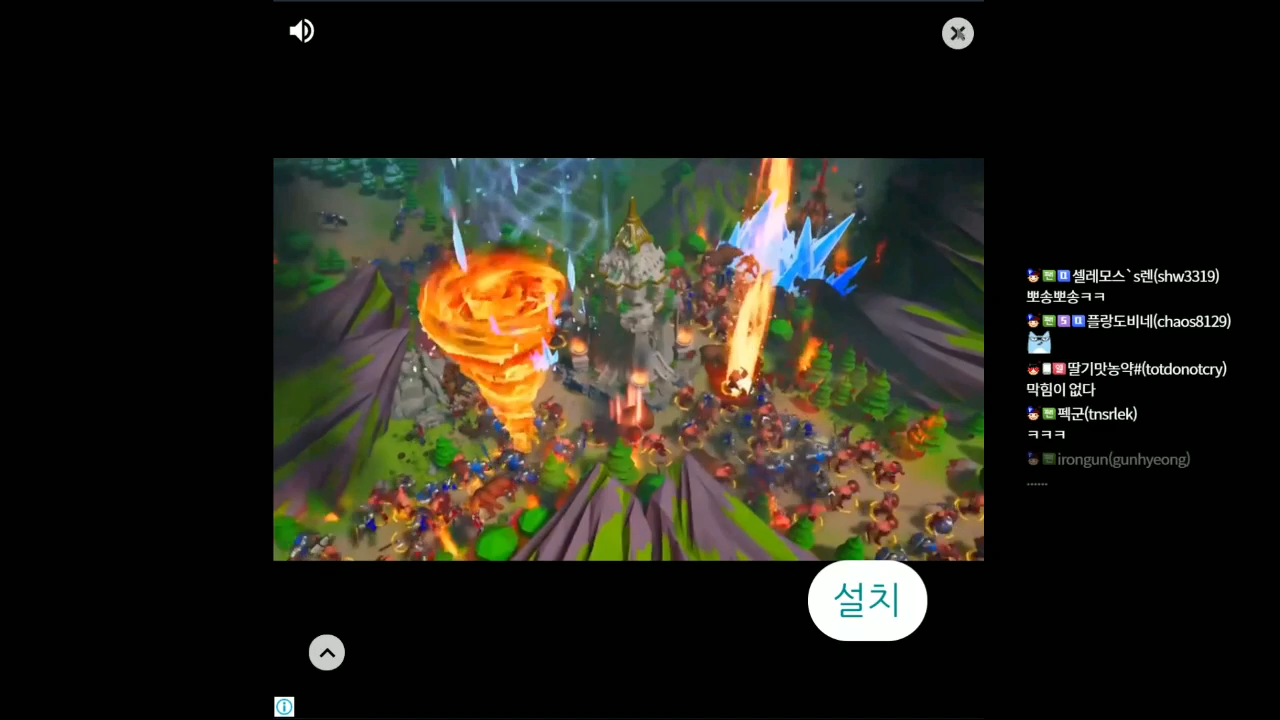 셀레모스`s렌(shw3319)
뽀송뽀송ㅋㅋ
플랑도비네(chaos8129)
딸기맛농약#(totdonotcry)
막힘이 없다
펙군(tnsrlek)
ㅋㅋㅋ
irongun(gunhyeong)
......
설치